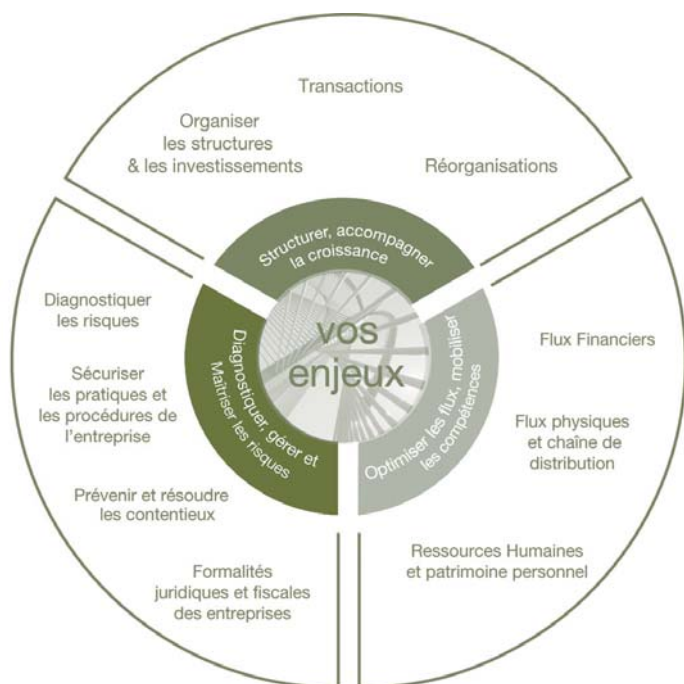 Transactions
Organiser
les structures
& les investissements
Réorganisations
Structurer, accompagner
la croissance
Diagnostiquer
les risques
Sécuriser
les pratiques et
les procédures de
l'entreprise
Prévenir et résoudre
les contentieux
Formalités
juridiques et fiscales
des entreprises
Diagnostiquer, gérer et
Maîtriser les risques
vos
enjeux
Optimiser les flux, mobiliser
les compétences
Flux Financiers
Flux physiques
et chaîne de
distribution
Ressources Humaines
et patrimoine personnel